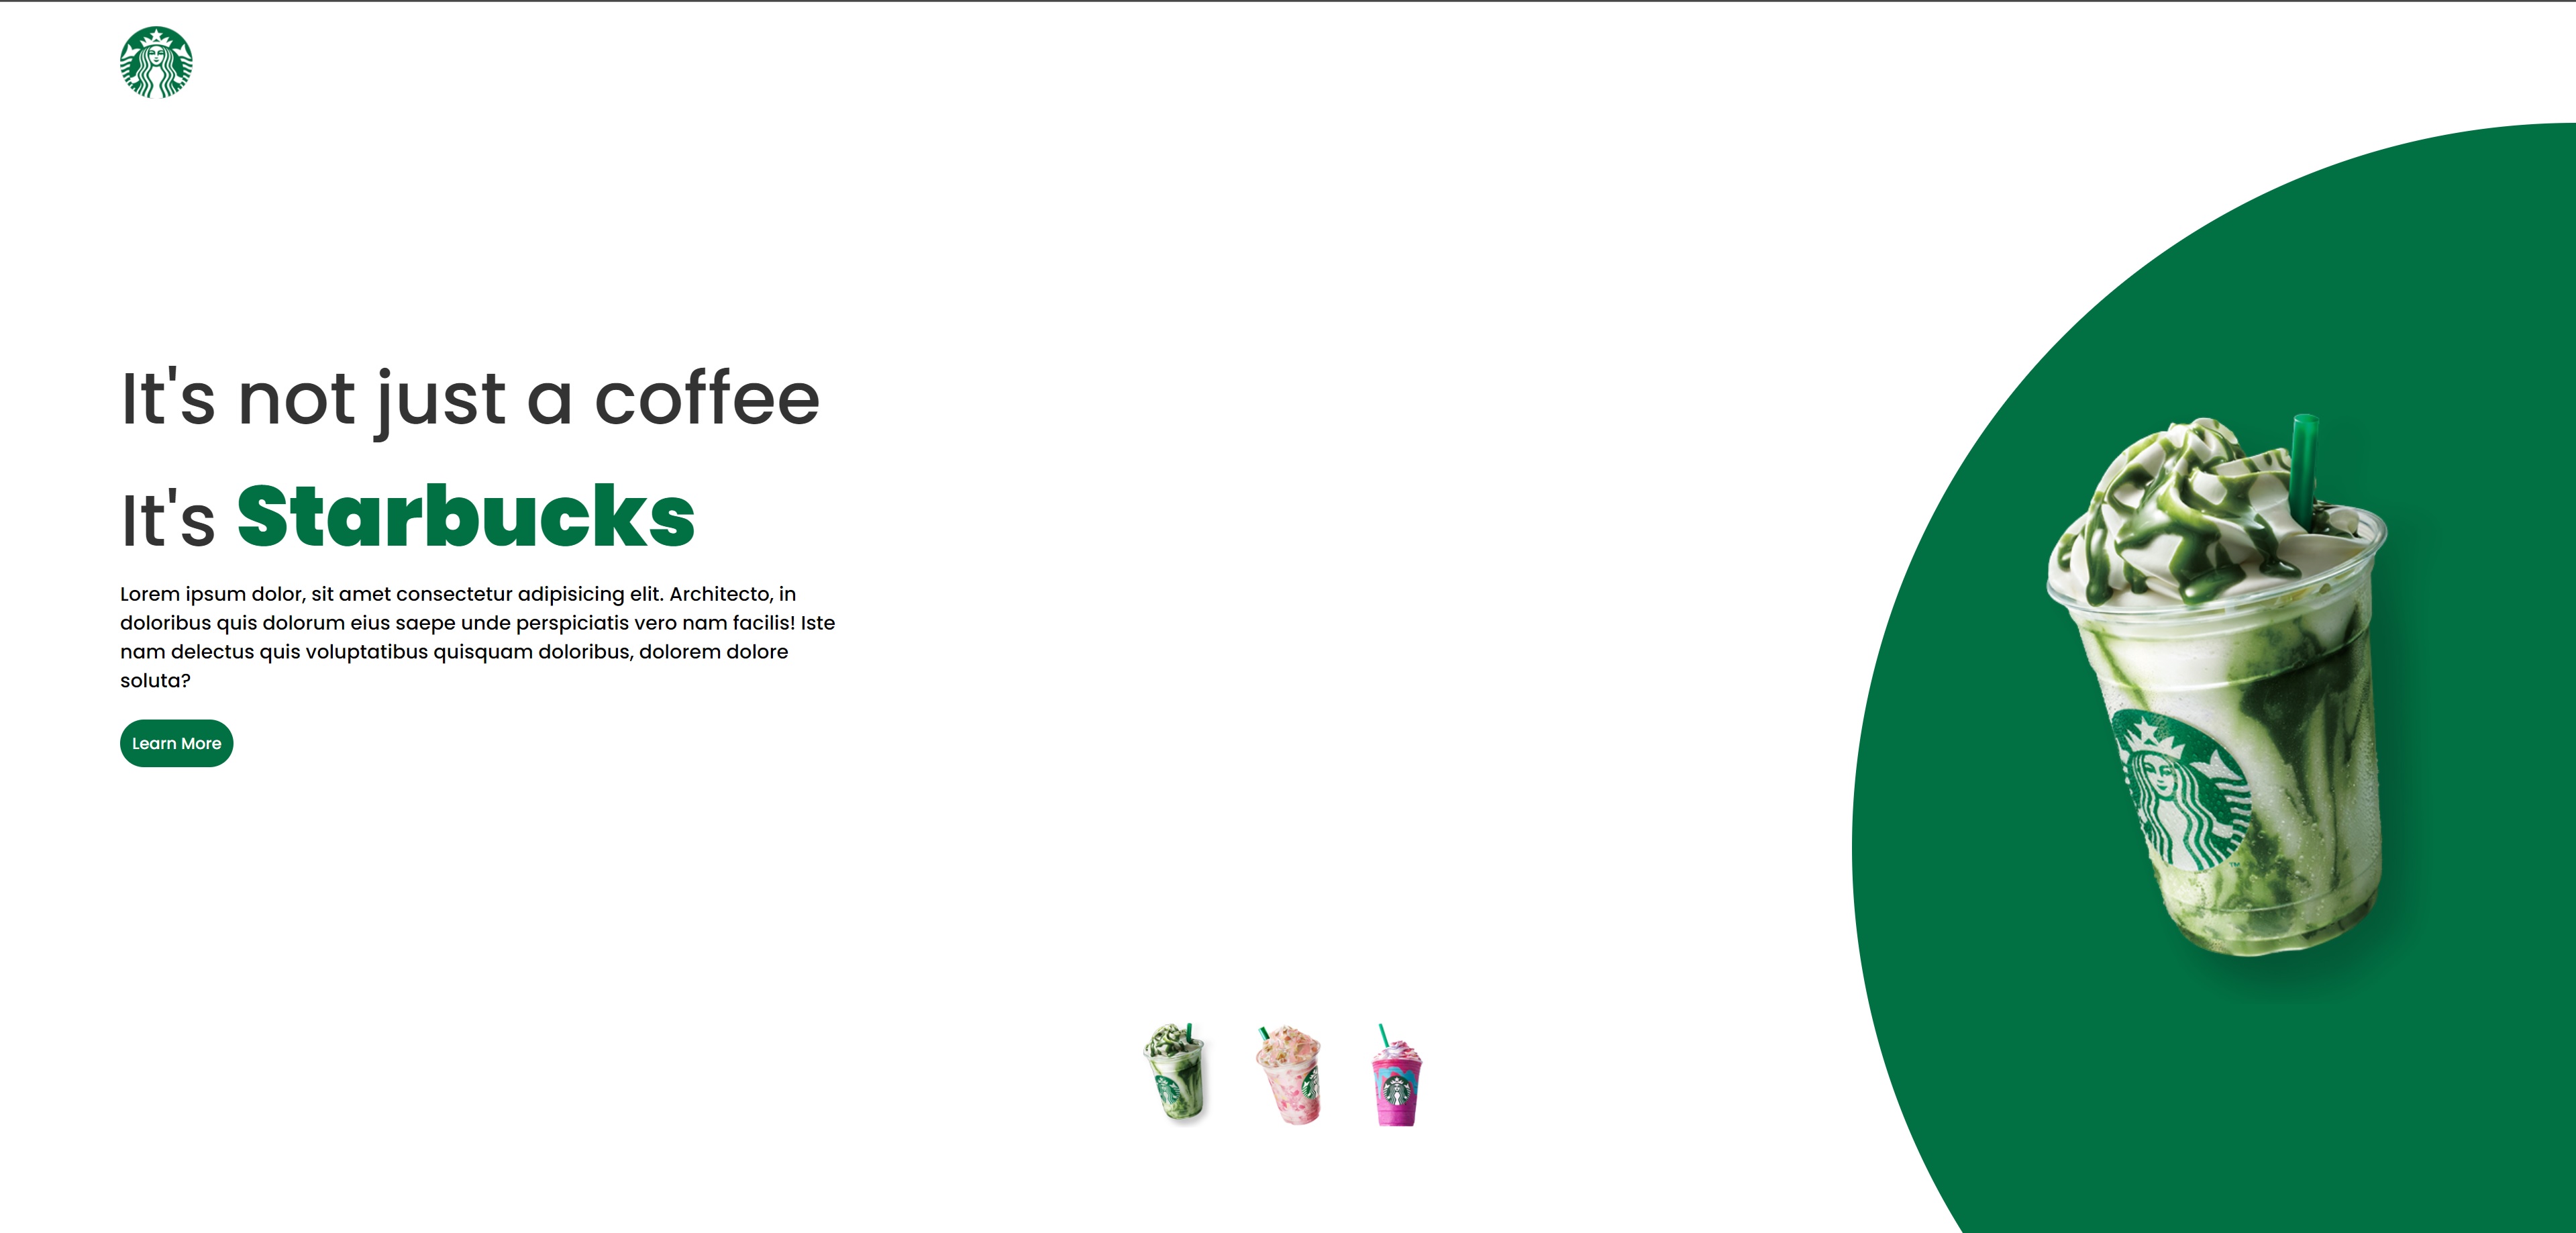 It's not just a coffee
It's Starbucks
Lorem ipsum dolor, sit amet consectetur adipisicing elit. Architecto, in
doloribus quis dolorum eius saepe unde perspiciatis vero nam facilis! Iste
nam delectus quis voluptatibus quisquam doloribus, dolorem dolore
soluta?
Learn More
TM